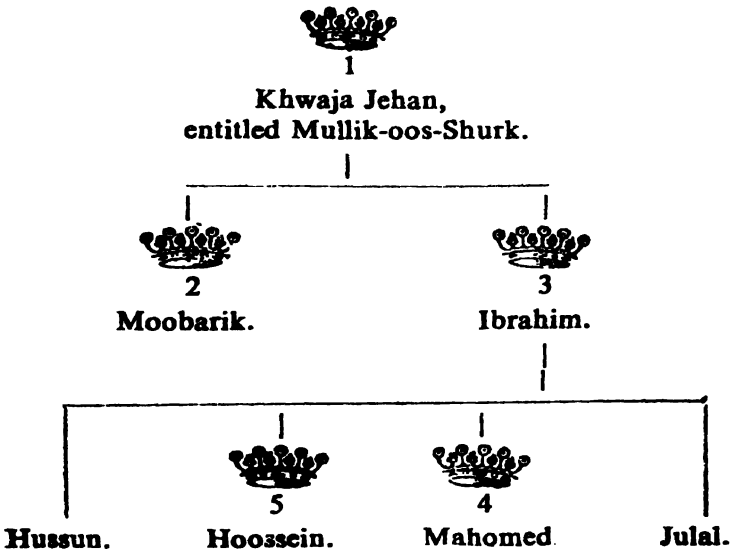 1
Khwaja Jehan,
entitled Mullik-oos-Shurk.
2 3
Moobarik. Ibrahim.
5 4
Hussun. Hoossein. Mahomed Julal.